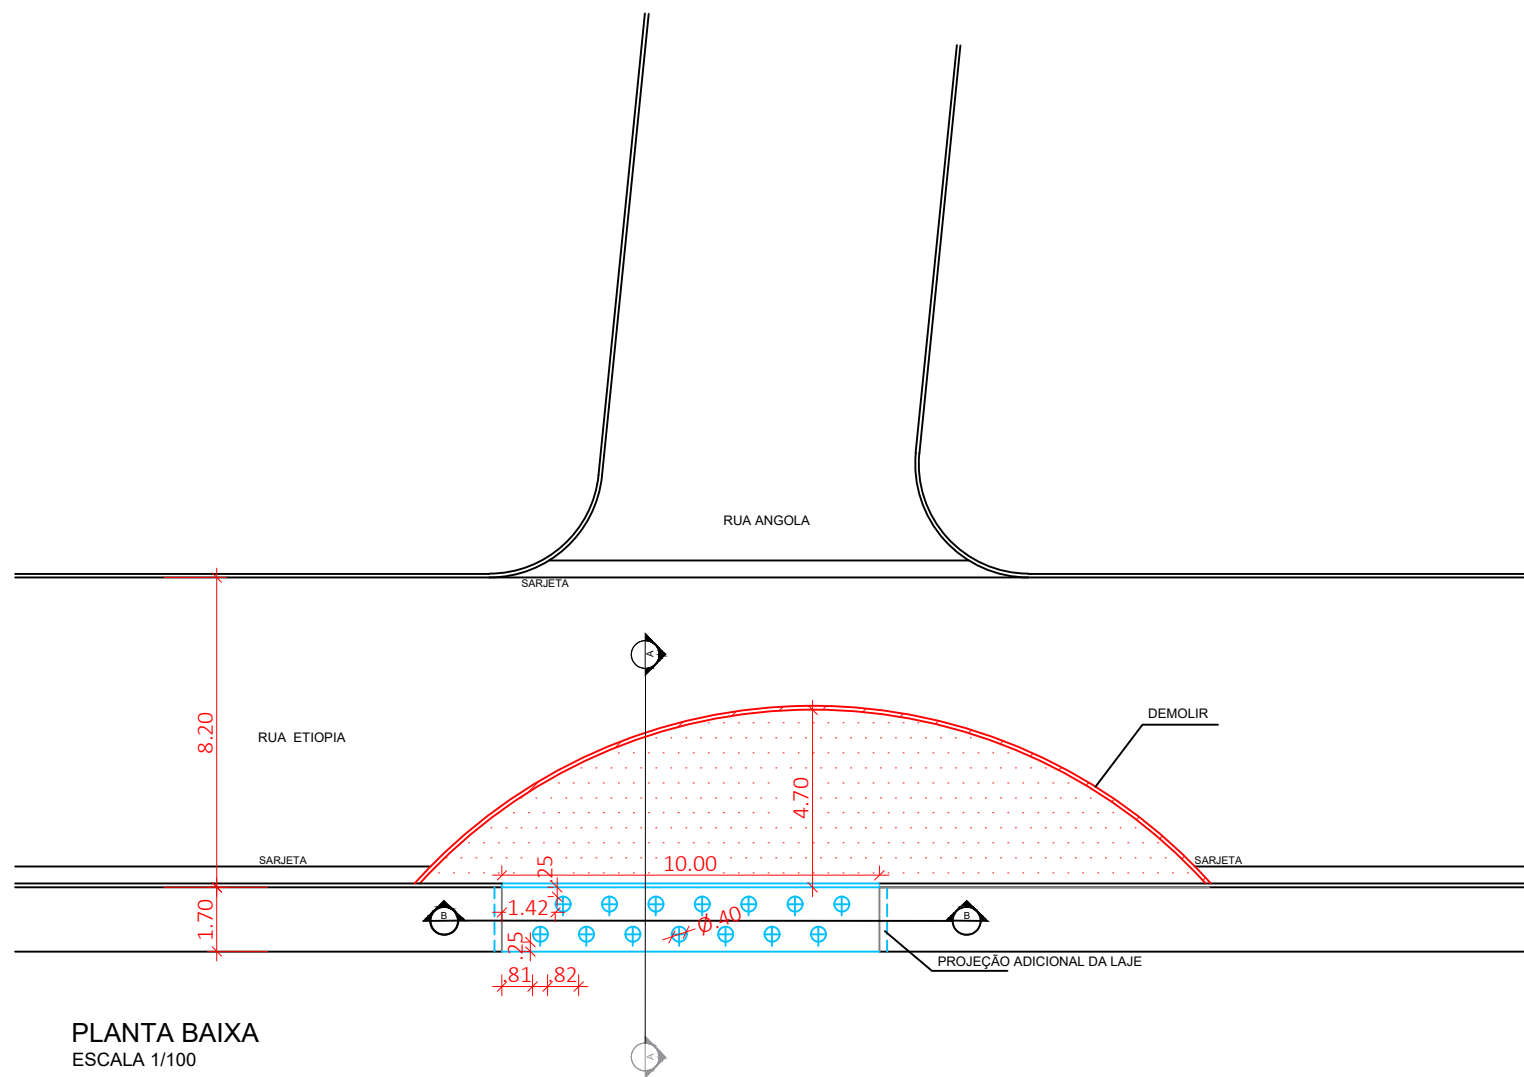 RUA ANGOLA
SARJETA
A
8.20
RUA  ETIOPIA
DEMOLIR
4.70
SARJETA
.25
10.00
SARJETA
1.70
B
1.42
Ø.40
B
.25
PROJEÇÃO ADICIONAL DA LAJE
.81
.82
PLANTA BAIXA
ESCALA 1/100
A